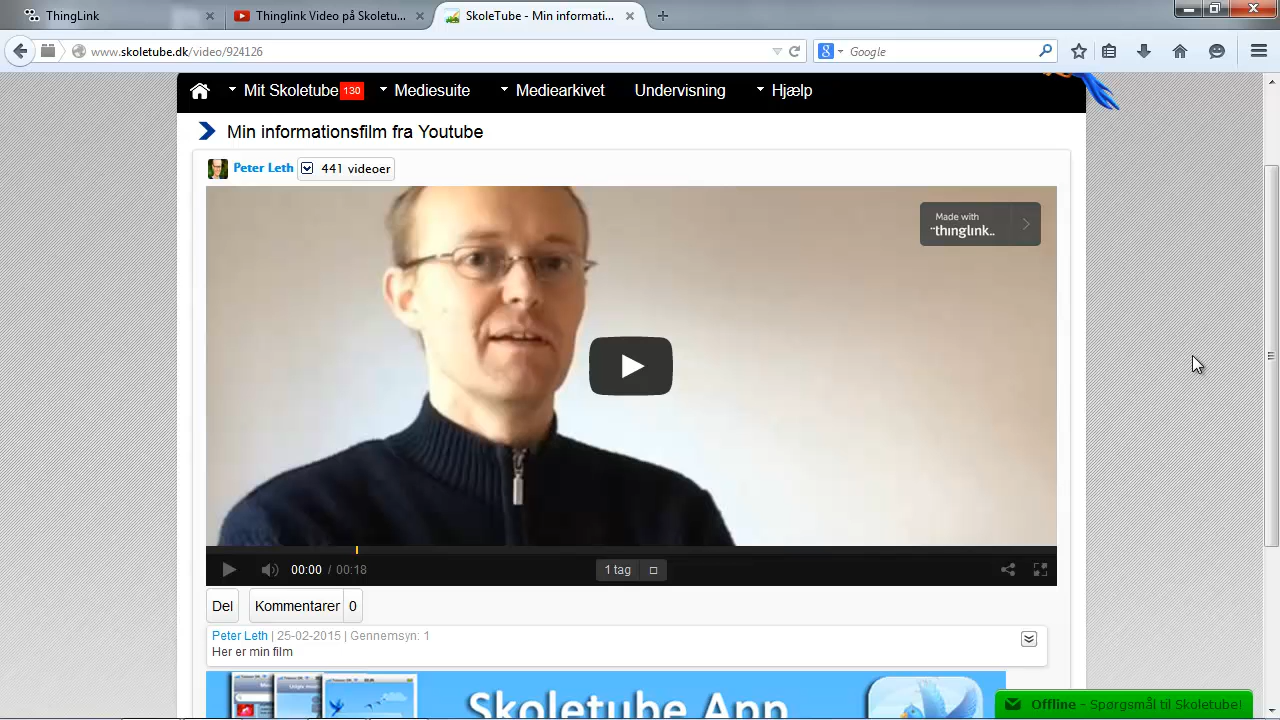 ThingLink
Thinglink Video på Skoletu...
SkoleTube - Min informati...
www.skoletube.dk/video/924126
Google
Mit Skoletube 130 Mediesuite Mediearkivet Undervisning Hjælp
Min informationsfilm fra Youtube
Peter Leth 441 videoer
Made with
thinglink..
00:00 / 00:18 1 tag
Del Kommentarer 0
Peter Leth | 25-02-2015 | Gennemsyn: 1
Her er min film
Skoletube App
Offline - Spørgsmål til Skoletube!